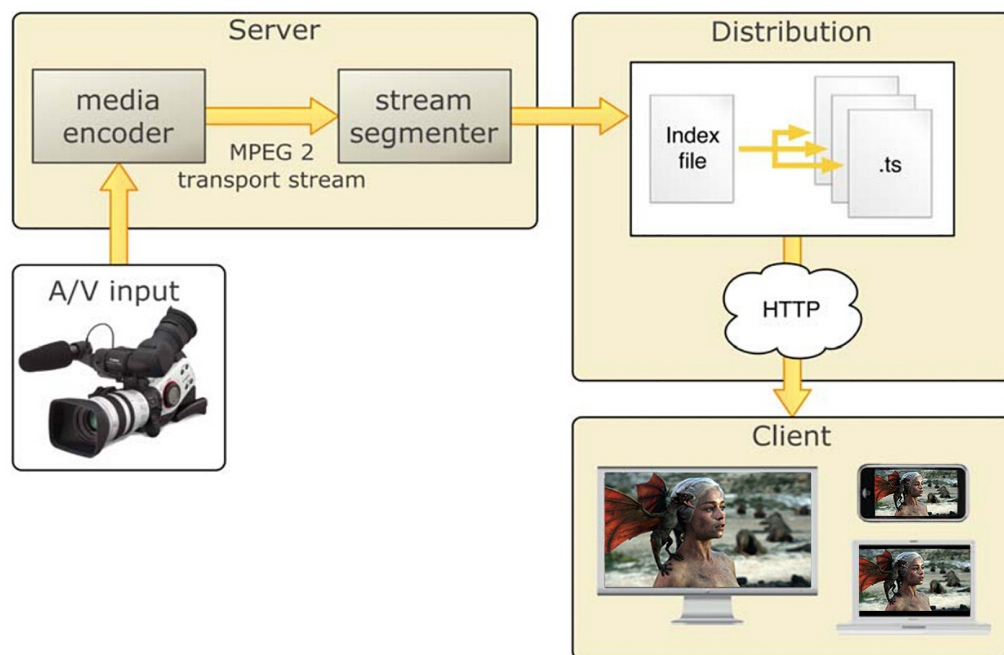 Server
media
encoder
stream
segmenter
MPEG 2
transport stream
A/V input
Distribution
Index
file
.ts
HTTP
Client